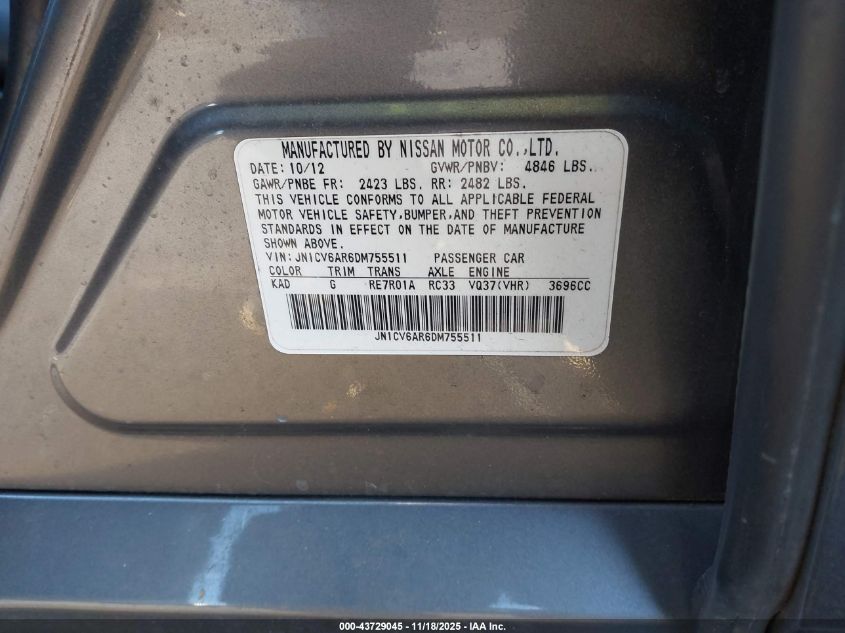 MANUFACTURED BY NISSAN MOTOR CO.,LTD.
DATE: 10/12 GVWR/PNBV: 4846 LBS.
GAWR/PNBE FR: 2423 LBS. RR: 2482 LBS.
THIS VEHICLE CONFORMS TO ALL APPLICABLE FEDERAL
MOTOR VEHICLE SAFETY,BUMPER,AND THEFT PREVENTION
STANDARDS IN EFFECT ON THE DATE OF MANUFACTURE
SHOWN ABOVE.
VIN: JN1CV6AR6DM755511 PASSENGER CAR
COLOR TRIM TRANS AXLE ENGINE
KAD G RE7R01A RC33 VQ37(VHR) 3696CC
JN1CV6AR6DM755511
000-43729045 - 11/18/2025 - IAA Inc.